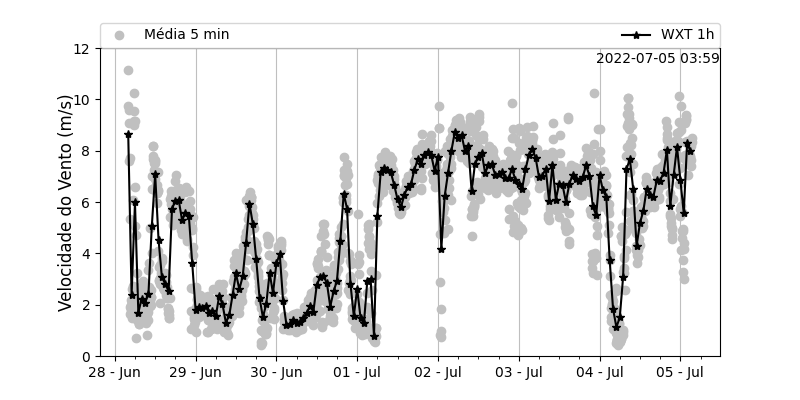 Média 5 min
WXT 1h
2022-07-05 03:59
Velocidade do Vento (m/s)
12
10
8
6
4
2
0
28 - Jun 29 - Jun 30 - Jun 01 - Jul 02 - Jul 03 - Jul 04 - Jul 05 - Jul